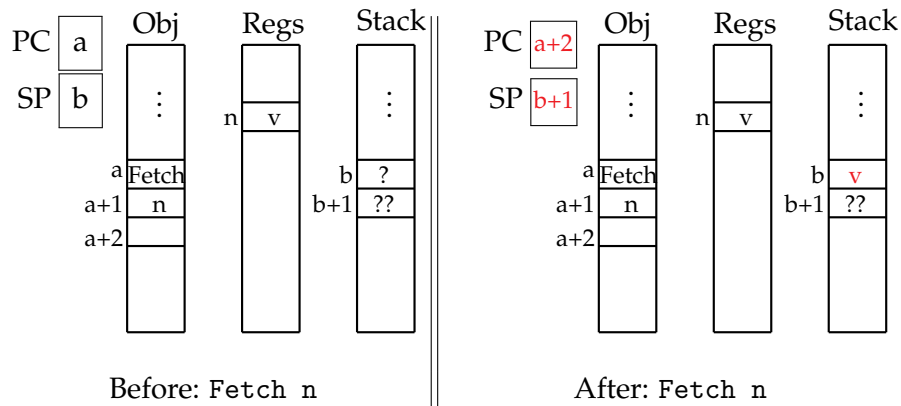 Obj Regs Stack
PC a
SP b
⋮ ⋮
n v
a Fetch b ?
a+1 n b+1 ??
a+2
Before: Fetch n
Obj Regs Stack
PC a+2
SP b+1
⋮ ⋮
n v
a Fetch b v
a+1 n b+1 ??
a+2
After: Fetch n